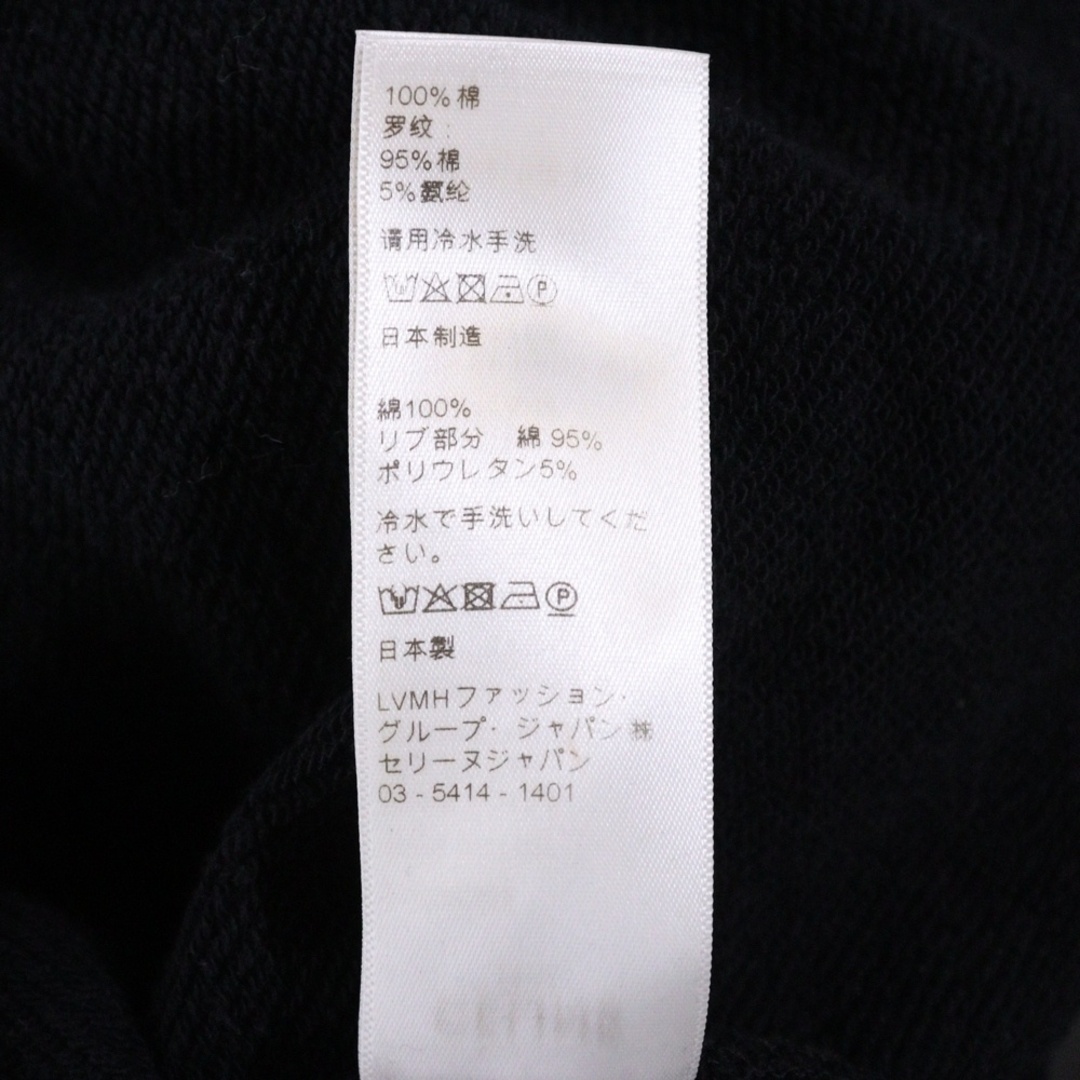 100% 棉
罗纹 :
95% 棉
5% 氨纶
请用冷水手洗
P
日本制造
綿100%
リブ部分　綿 95%
ポリウレタン5%
冷水で手洗いしてくだ
さい。
P
日本製
LVMHファッション·
グループ· ジャパン㈱
セリーヌジャパン
03 - 5414 - 1401